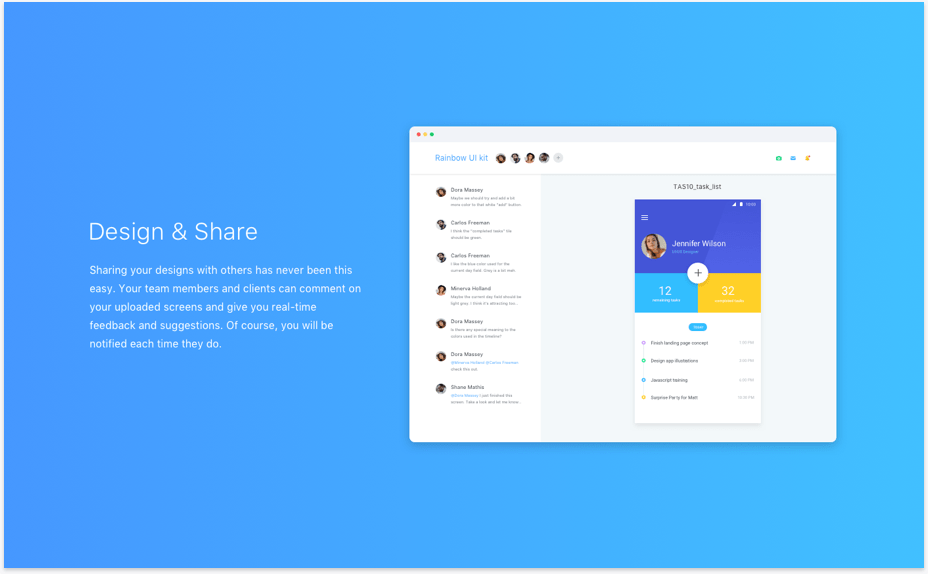 Design & Share
Sharing your designs with others has never been this
easy. Your team members and clients can comment on
your uploaded screens and give you real-time
feedback and suggestions. Of course, you will be
notified each time they do.
Rainbow UI kit
Dora Massey
Maybe we should try and add a bit
more color to that white "add" button.
Carlos Freeman
I think the "completed tasks" tile
should be green.
Carlos Freeman
I like the blue color used for the
current day field. Grey is a bit meh.
Minerva Holland
Maybe the current day field should be
light grey. I think it's attracting too..
Dora Massey
Is there any special meaning to the
colors used in the timeline?
Dora Massey
@Minerva Holland @Carlos Freeman
check this out.
Shane Mathis
@Dora Massey I just finished this
screen. Take a look and let me know...
TAS10_task_list
Jennifer Wilson
UI/UX Designer
12
remaining tasks
32
completed tasks
TODAY
Finish landing page concept
Design app illustrations
Javascript training
Surprise Party for Matt